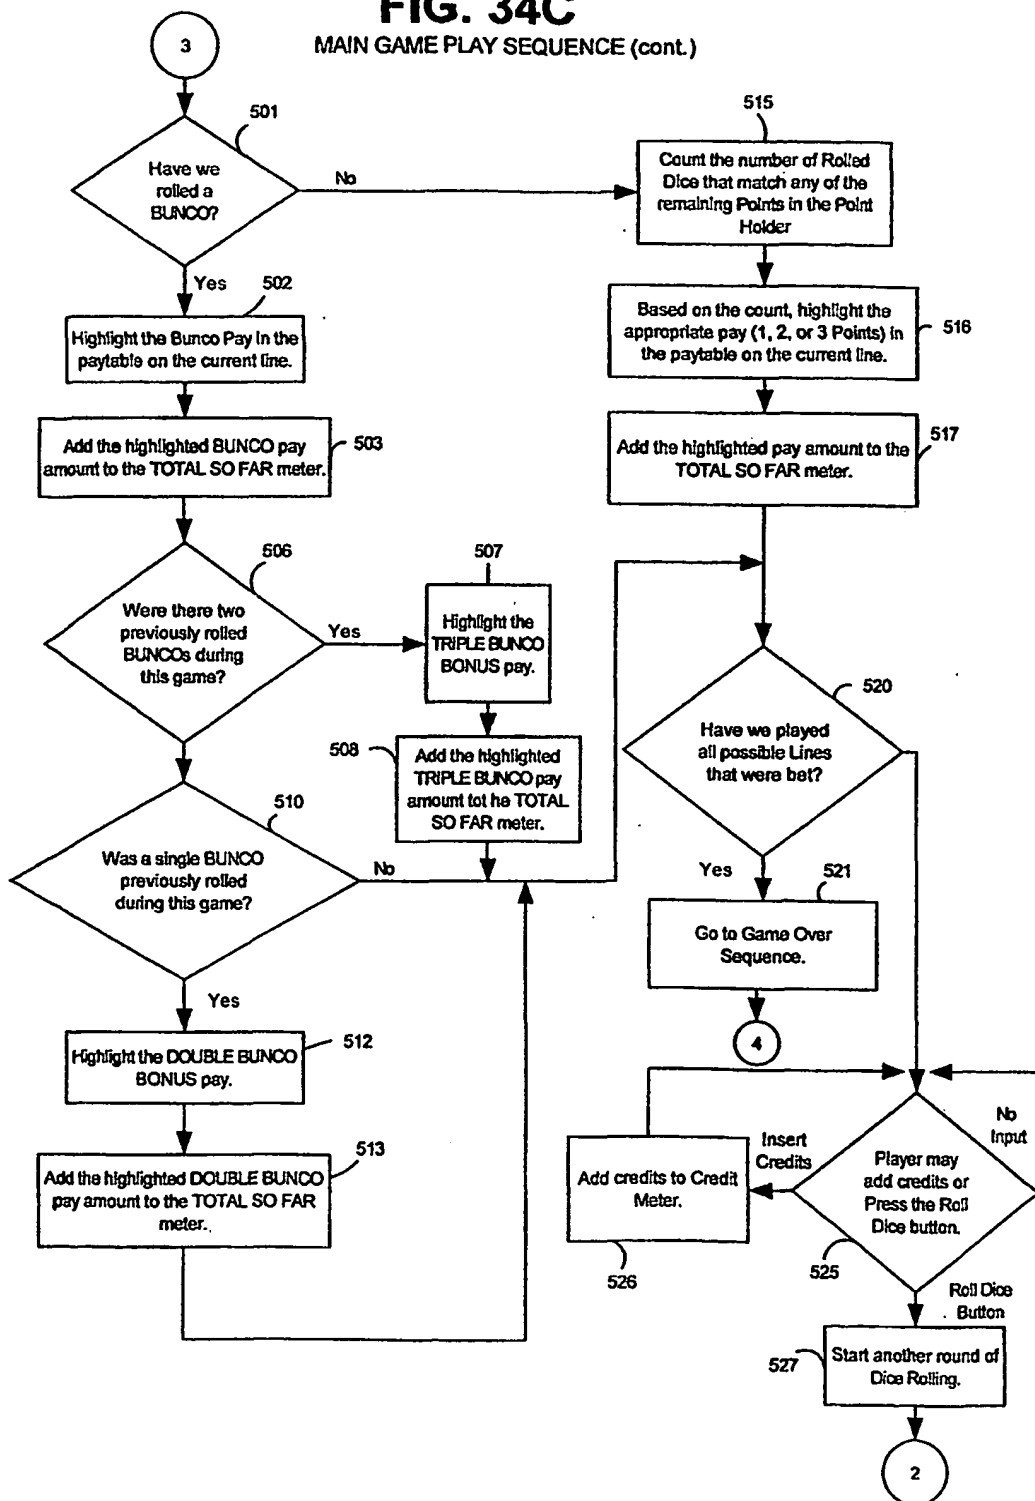 FIG. 34C
MAIN GAME PLAY SEQUENCE (cont.)
3
501
Have we
rolled a
BUNCO?
No
Yes
502
Highlight the Bunco Pay in the
paytable on the current line.
Add the highlighted BUNCO pay
amount to the TOTAL SO FAR meter.
503
506
Were there two
previously rolled
BUNCOs during
this game?
Yes
507
Highlight the
TRIPLE BUNCO
BONUS pay.
508
Add the highlighted
TRIPLE BUNCO pay
amount tot he TOTAL
SO FAR meter.
510
Was a single BUNCO
previously rolled
during this game?
No
Yes
Highlight the DOUBLE BUNCO
BONUS pay.
512
513
Add the highlighted DOUBLE BUNCO
pay amount to the TOTAL SO FAR
meter.
515
Count the number of Rolled
Dice that match any of the
remaining Points in the Point
Holder
Based on the count, highlight the
appropriate pay (1, 2, or 3 Points) in
the paytable on the current line.
516
Add the highlighted pay amount to the
TOTAL SO FAR meter.
517
520
Have we played
all possible Lines
that were bet?
Yes
521
Go to Game Over
Sequence.
4
No
Input
Insert
Credits
Add credits to Credit
Meter.
526
Player may
add credits or
Press the Roll
Dice button.
525
Roll Dice
Button
527
Start another round of
Dice Rolling.
2